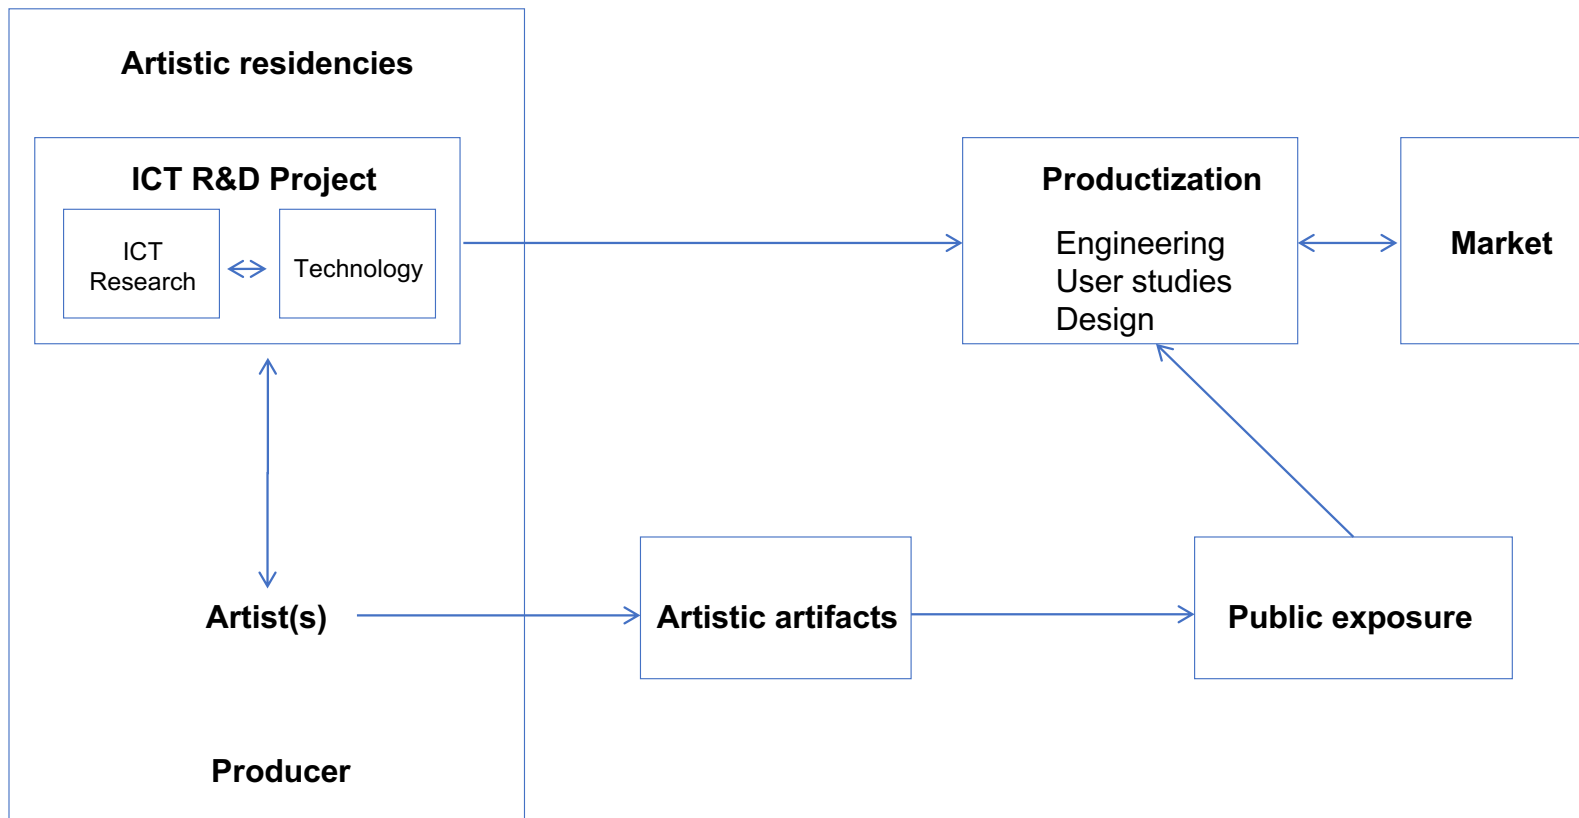 Artistic residencies
ICT R&D Project
ICT
Research
Technology
Productization
Engineering
User studies
Design
Market
Artist(s)
Artistic artifacts
Public exposure
Producer